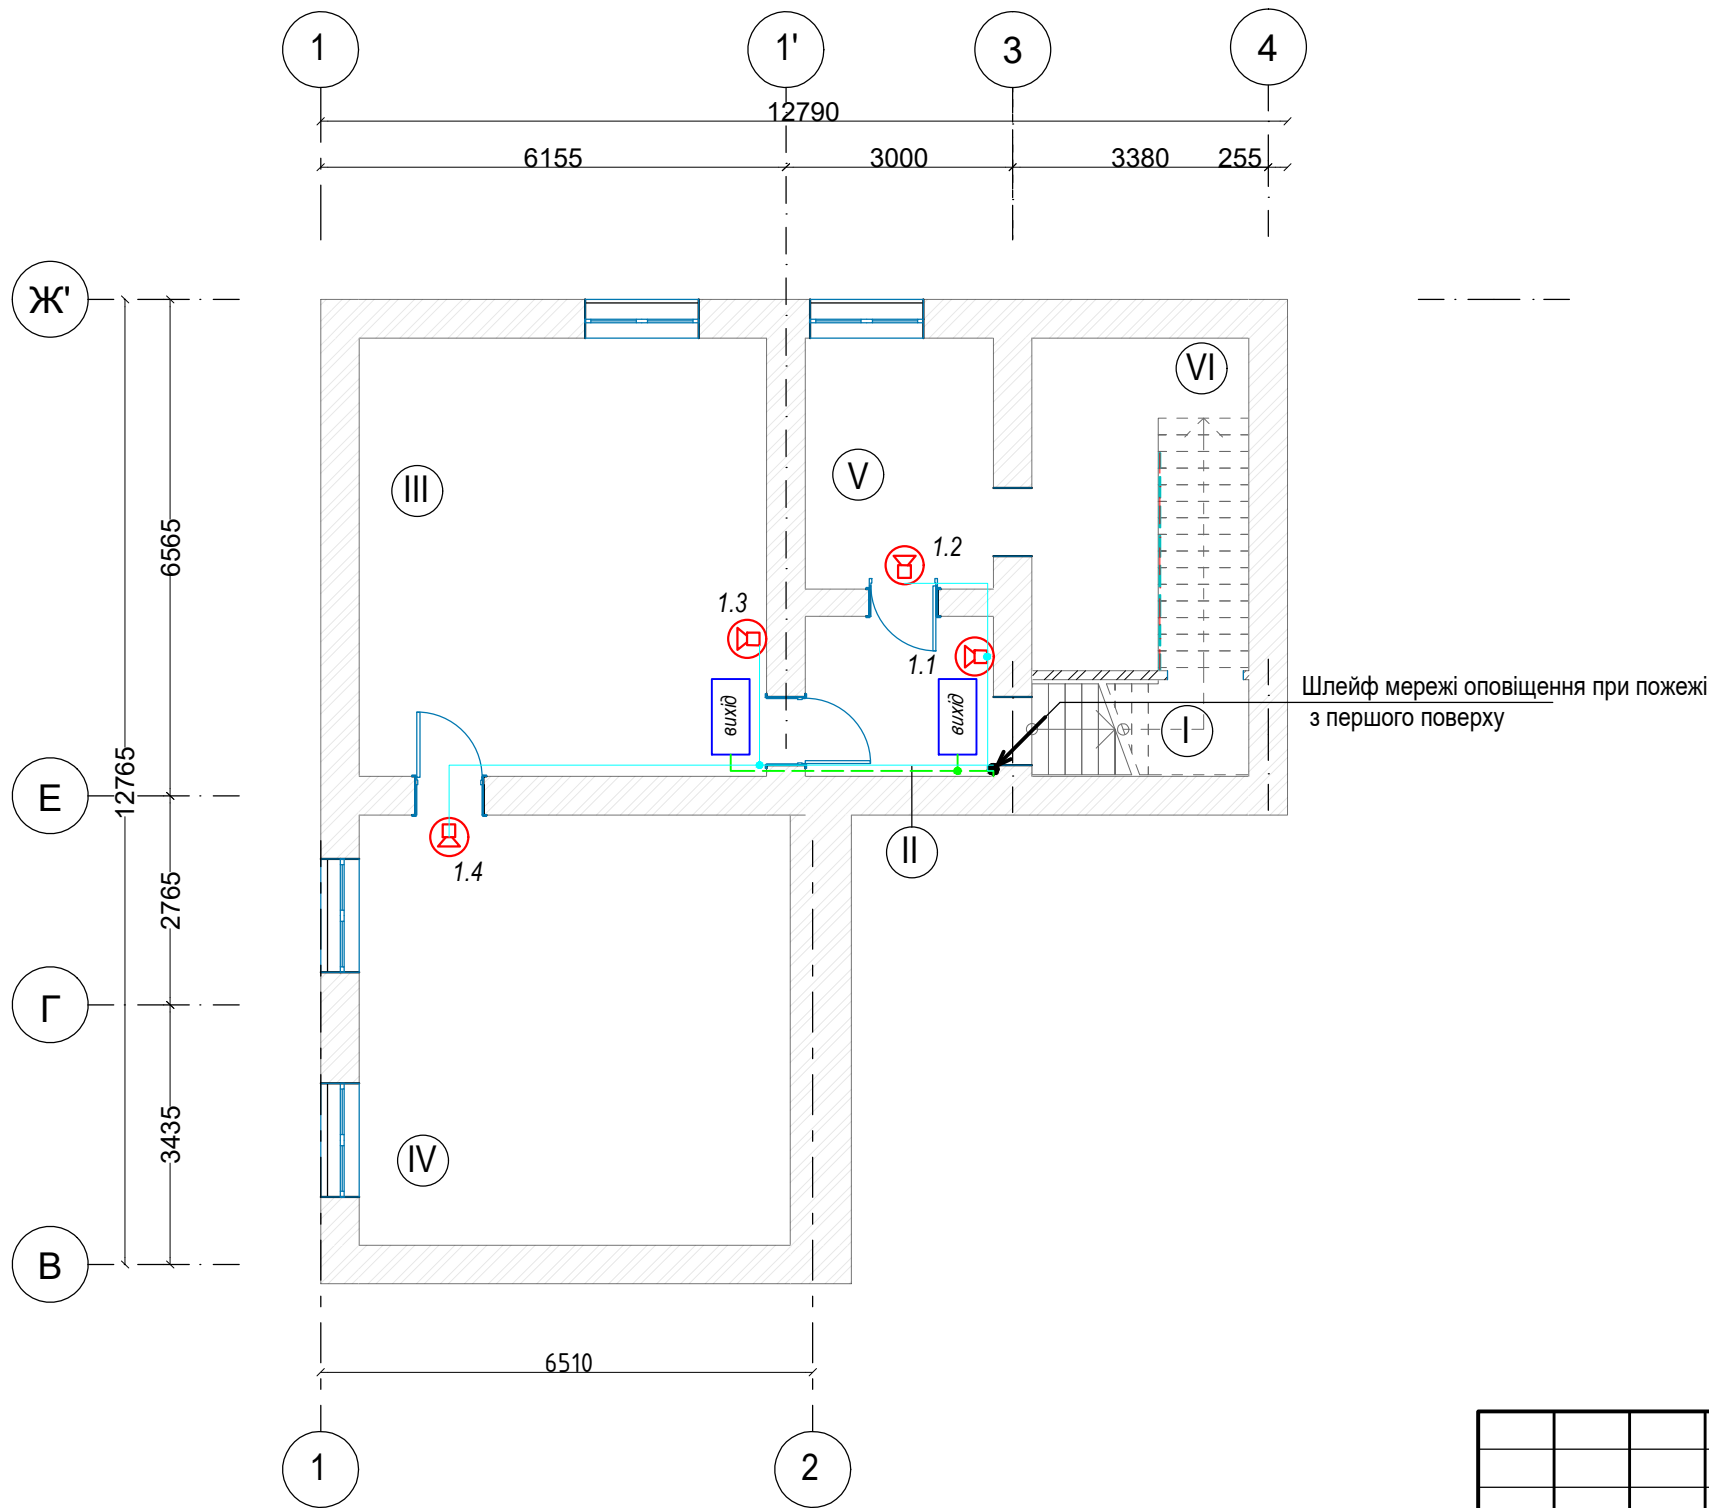 1
1'
3
4
12790
6155
3000
3380
255
Ж'
VI
III
V
6565
1.2
1.3
1.1
вихід
вихід
Шлейф мережі оповіщення при пожежі
з першого поверху
I
Е
12765
II
1.4
2765
Г
3435
IV
В
6510
1
2